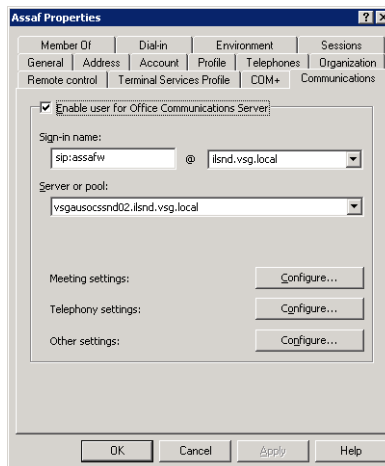 Assaf Properties
Member Of Dial-in Environment Sessions
General Address Account Profile Telephones Organization
Remote control Terminal Services Profile COM+ Communications
Enable user for Office Communications Server
Sign-in name:
sip:assafw @ ilsnd.vsg.local
Server or pool:
vsgausocssnd02.ilsnd.vsg.local
Meeting settings: Configure...
Telephony settings: Configure...
Other settings: Configure...
OK Cancel Apply Help